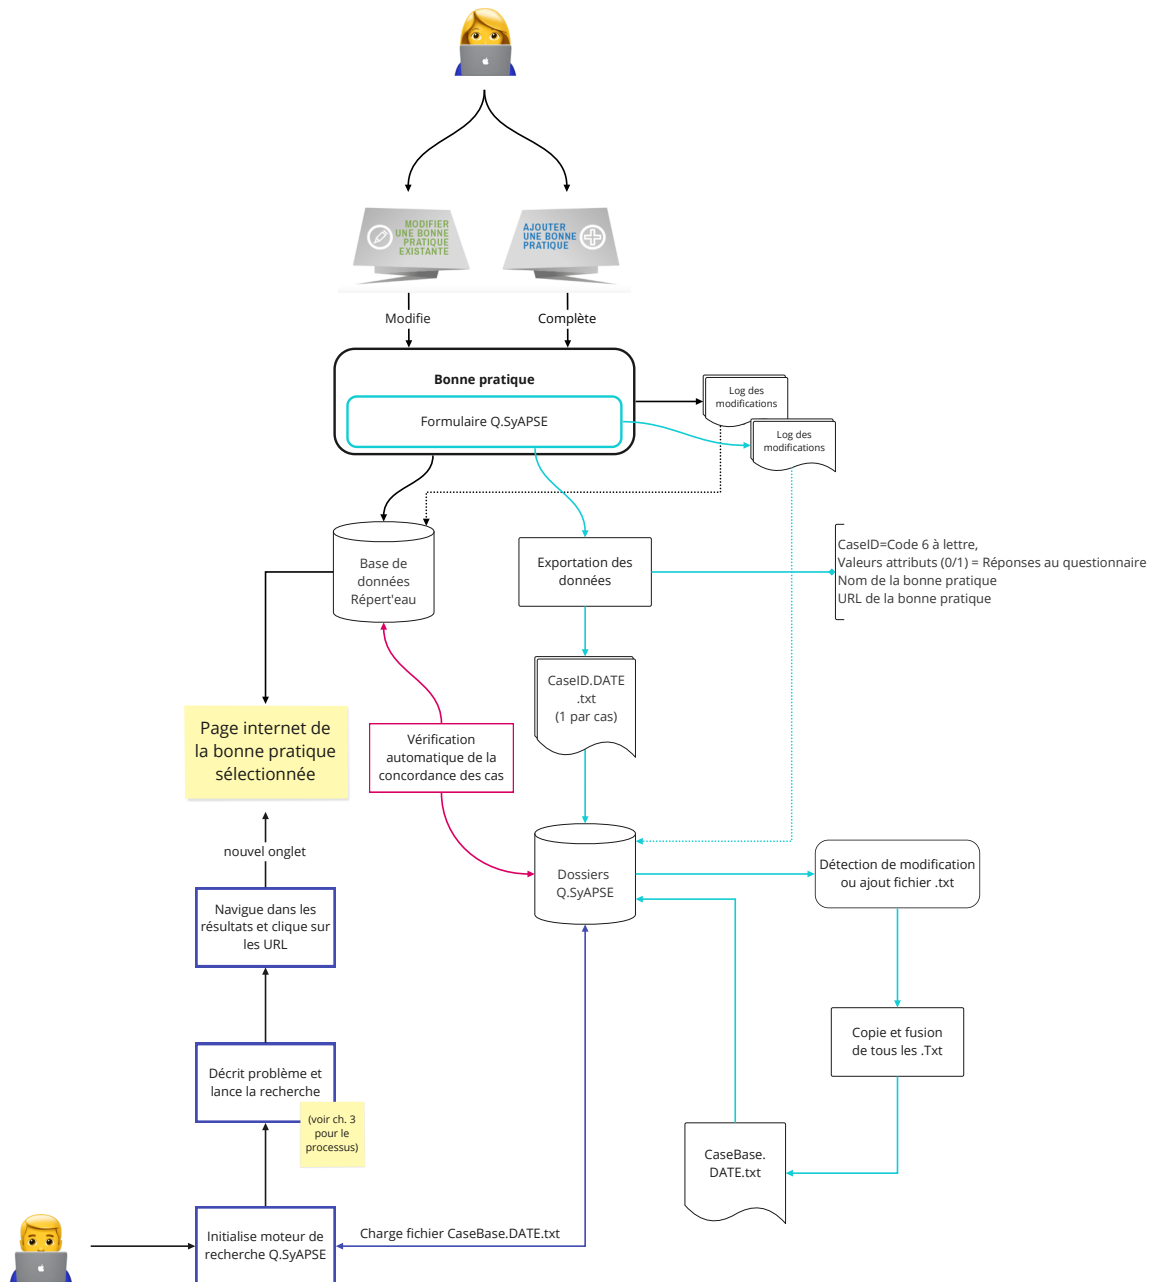 MODIFIER
UNE BONNE
PRATIQUE
EXISTANTE
AJOUTER
UNE BONNE
PRATIQUE
Modifie
Complète
Bonne pratique
Formulaire Q.SyAPSE
Log des
modifications
Log des
modifications
Base de
données
Répert'eau
Exportation des
données
CaseID=Code 6 à lettre,
Valeurs attributs (0/1) = Réponses au questionnaire
Nom de la bonne pratique
URL de la bonne pratique
CaseID.DATE
.txt
(1 par cas)
Page internet de
la bonne pratique
sélectionnée
Vérification
automatique de la
concordance des cas
nouvel onglet
Dossiers
Q.SyAPSE
Détection de modification
ou ajout fichier .txt
Navigue dans les
résultats et clique sur
les URL
Copie et fusion
de tous les .Txt
Décrit problème et
lance la recherche
(voir ch. 3
pour le
processus)
CaseBase.
DATE.txt
Initialise moteur de
recherche Q.SyAPSE
Charge fichier CaseBase.DATE.txt